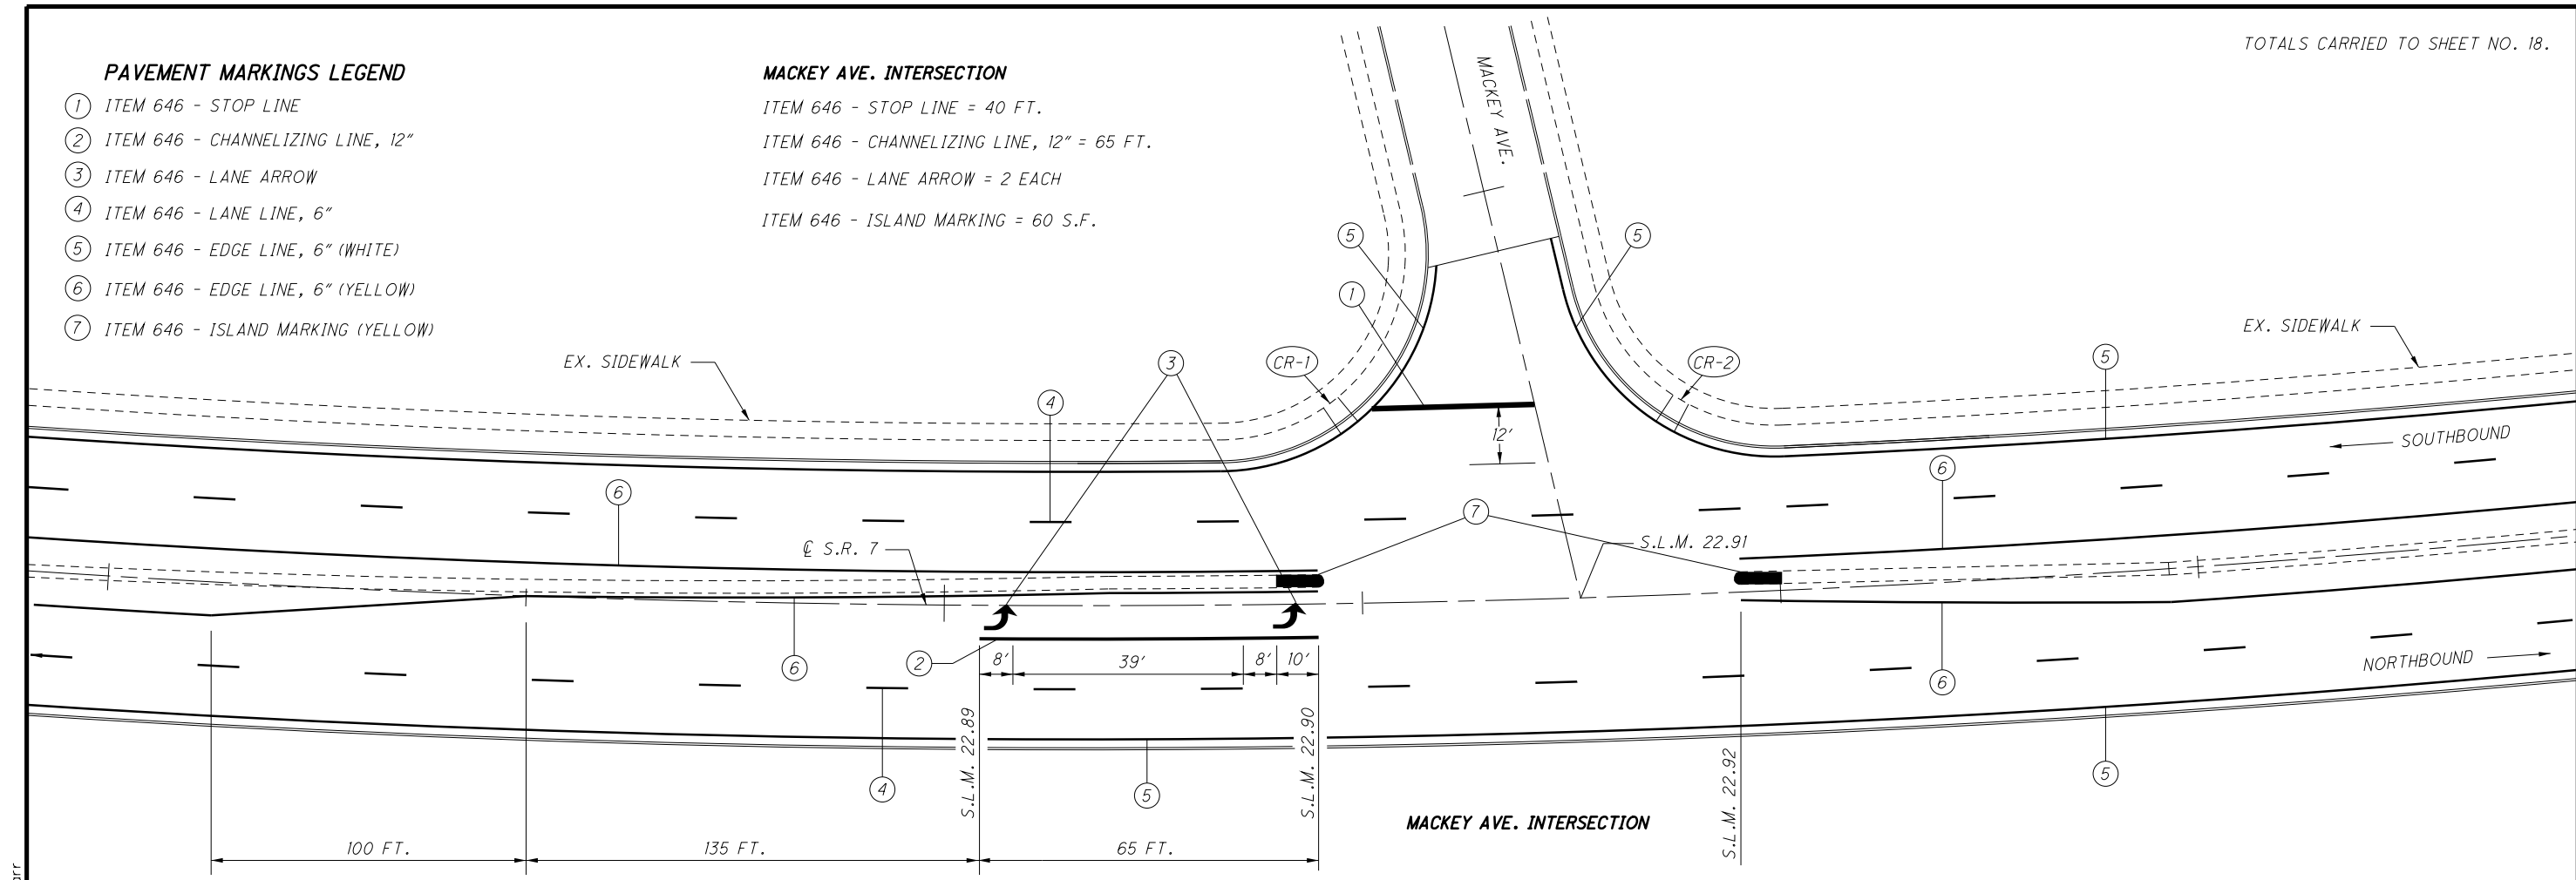 TOTALS CARRIED TO SHEET NO. 18.
PAVEMENT MARKINGS LEGEND
1 ITEM 646 - STOP LINE
2 ITEM 646 - CHANNELIZING LINE, 12"
3 ITEM 646 - LANE ARROW
4 ITEM 646 - LANE LINE, 6"
5 ITEM 646 - EDGE LINE, 6" (WHITE)
6 ITEM 646 - EDGE LINE, 6" (YELLOW)
7 ITEM 646 - ISLAND MARKING (YELLOW)
MACKEY AVE. INTERSECTION
ITEM 646 - STOP LINE = 40 FT.
ITEM 646 - CHANNELIZING LINE, 12" = 65 FT.
ITEM 646 - LANE ARROW = 2 EACH
ITEM 646 - ISLAND MARKING = 60 S.F.
MACKEY AVE.
5
5
1
EX. SIDEWALK
EX. SIDEWALK
3
CR-1
CR-2
5
4
12'
SOUTHBOUND
6
6
7
℄ S.R. 7
S.L.M. 22.91
2
6
8'
39'
8'
10'
NORTHBOUND
6
S.L.M. 22.89
S.L.M. 22.90
S.L.M. 22.92
4
5
5
MACKEY AVE. INTERSECTION
100 FT.
135 FT.
65 FT.